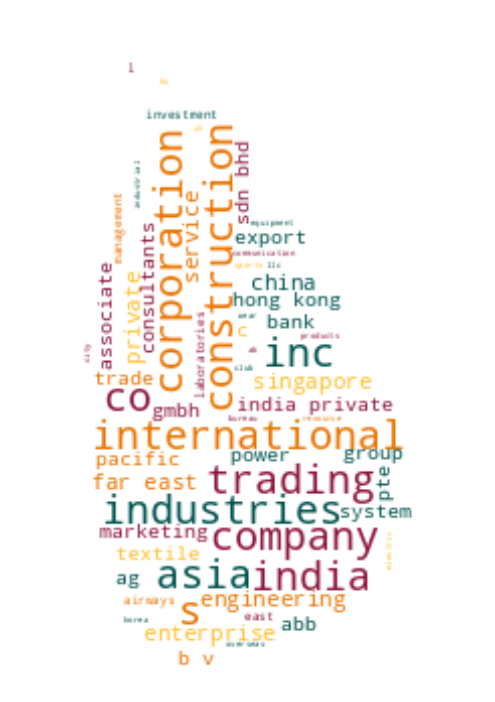 l
investment
corporation
construction
sdn bhd
industrial
service
management
equipment
consultants
export
communication
sports llc
associate
private
china
hong kong
wear
c
bank
laboratories
products
city
ab
inc
club
trade
singapore
co
gmbh
india private
bureau
resource
international
pacific
power
group
far east
trading
pte
industries
system
marketing
company
textile
electric
ag
asia
india
airways
s
engineering
east
korea
abb
enterprise
overseas
b v